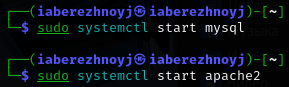 ┌──(iaberezhnoyj㉿iaberezhnoyj)-[~]
└─$ sudo systemctl start mysql
┌──(iaberezhnoyj㉿iaberezhnoyj)-[~]
└─$ sudo systemctl start apache2